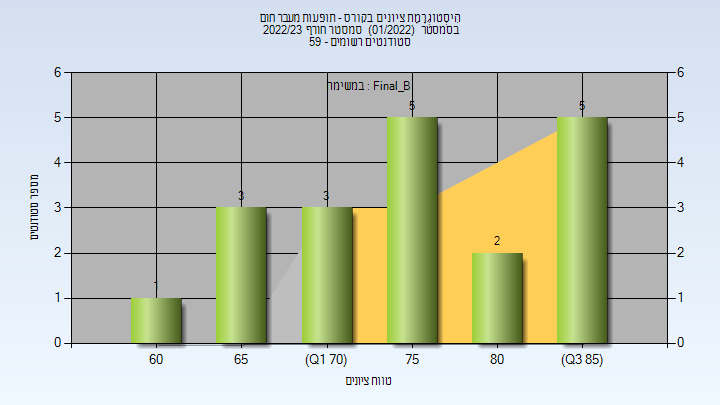 היסטוגרמת ציונים בקורס - תופעות מעבר חום
בסמסטר (01/2022) סמסטר חורף 2022/23
סטודנטים רשומים - 59
במשימה : Final_B
מספר סטודנטים
6 6
5 5
4 4
3 3
2 2
1 1
0 0
1 3 3 5 2 5
60 65 (Q1 70) 75 80 (Q3 85)
טווח ציונים